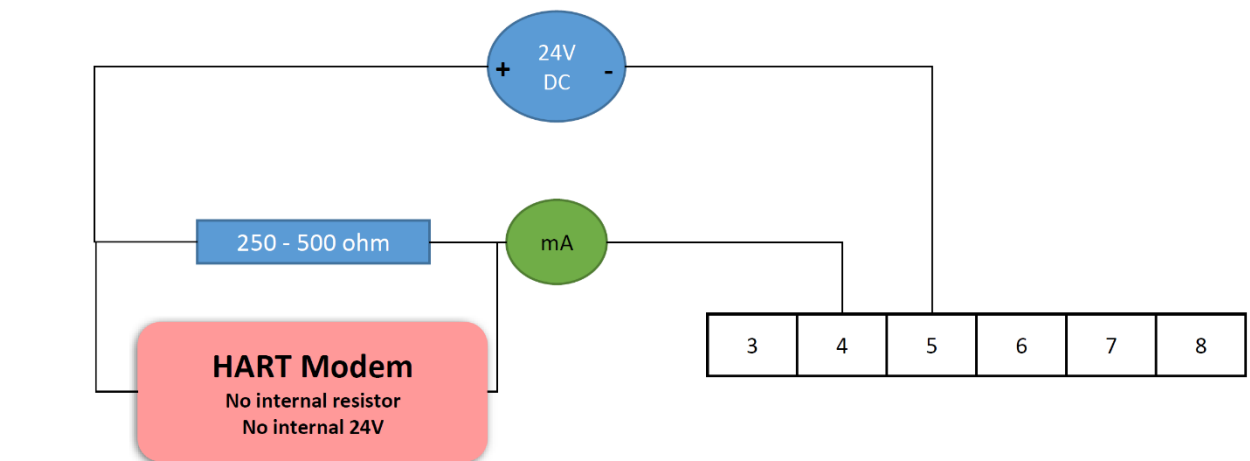 24V
+ -
DC
250 - 500 ohm
mA
HART Modem
No internal resistor
No internal 24V
3 4 5 6 7 8